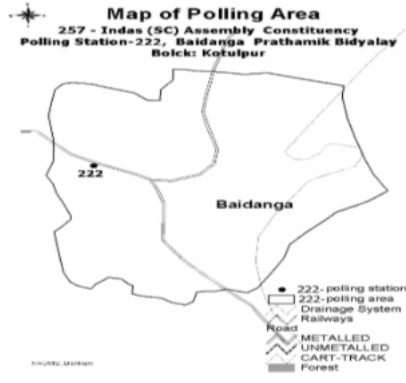 Map of Polling Area
257 - Indas (SC) Assembly Constituency
Polling Station-222, Baidanga Prathamik Bidyalay
Bolck: Kotulpur
222
Baidanga
222- polling station
222-polling area
Drainage System
Railways
Road
METALLED
UNMETALLED
CART-TRACK
Forest